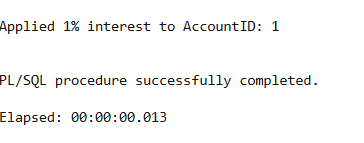 Applied 1% interest to AccountID: 1
PL/SQL procedure successfully completed.
Elapsed: 00:00:00.013